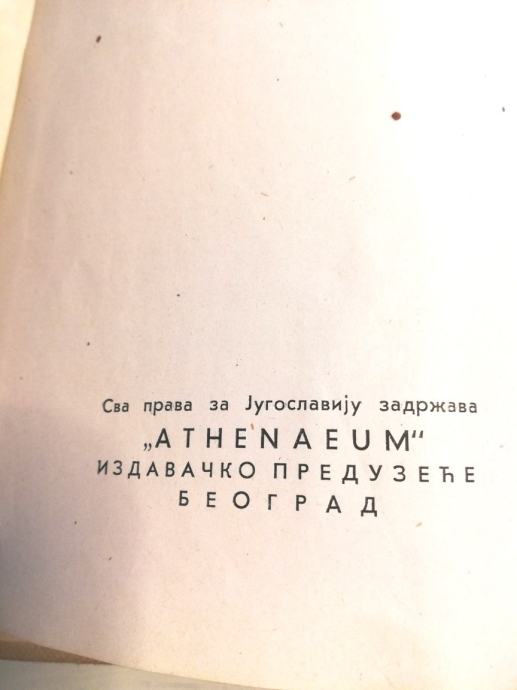 Сва права за Југославију задржава
„ATHENAEUM“
ИЗДАВАЧКО ПРЕДУЗЕЋЕ
БЕОГРАД